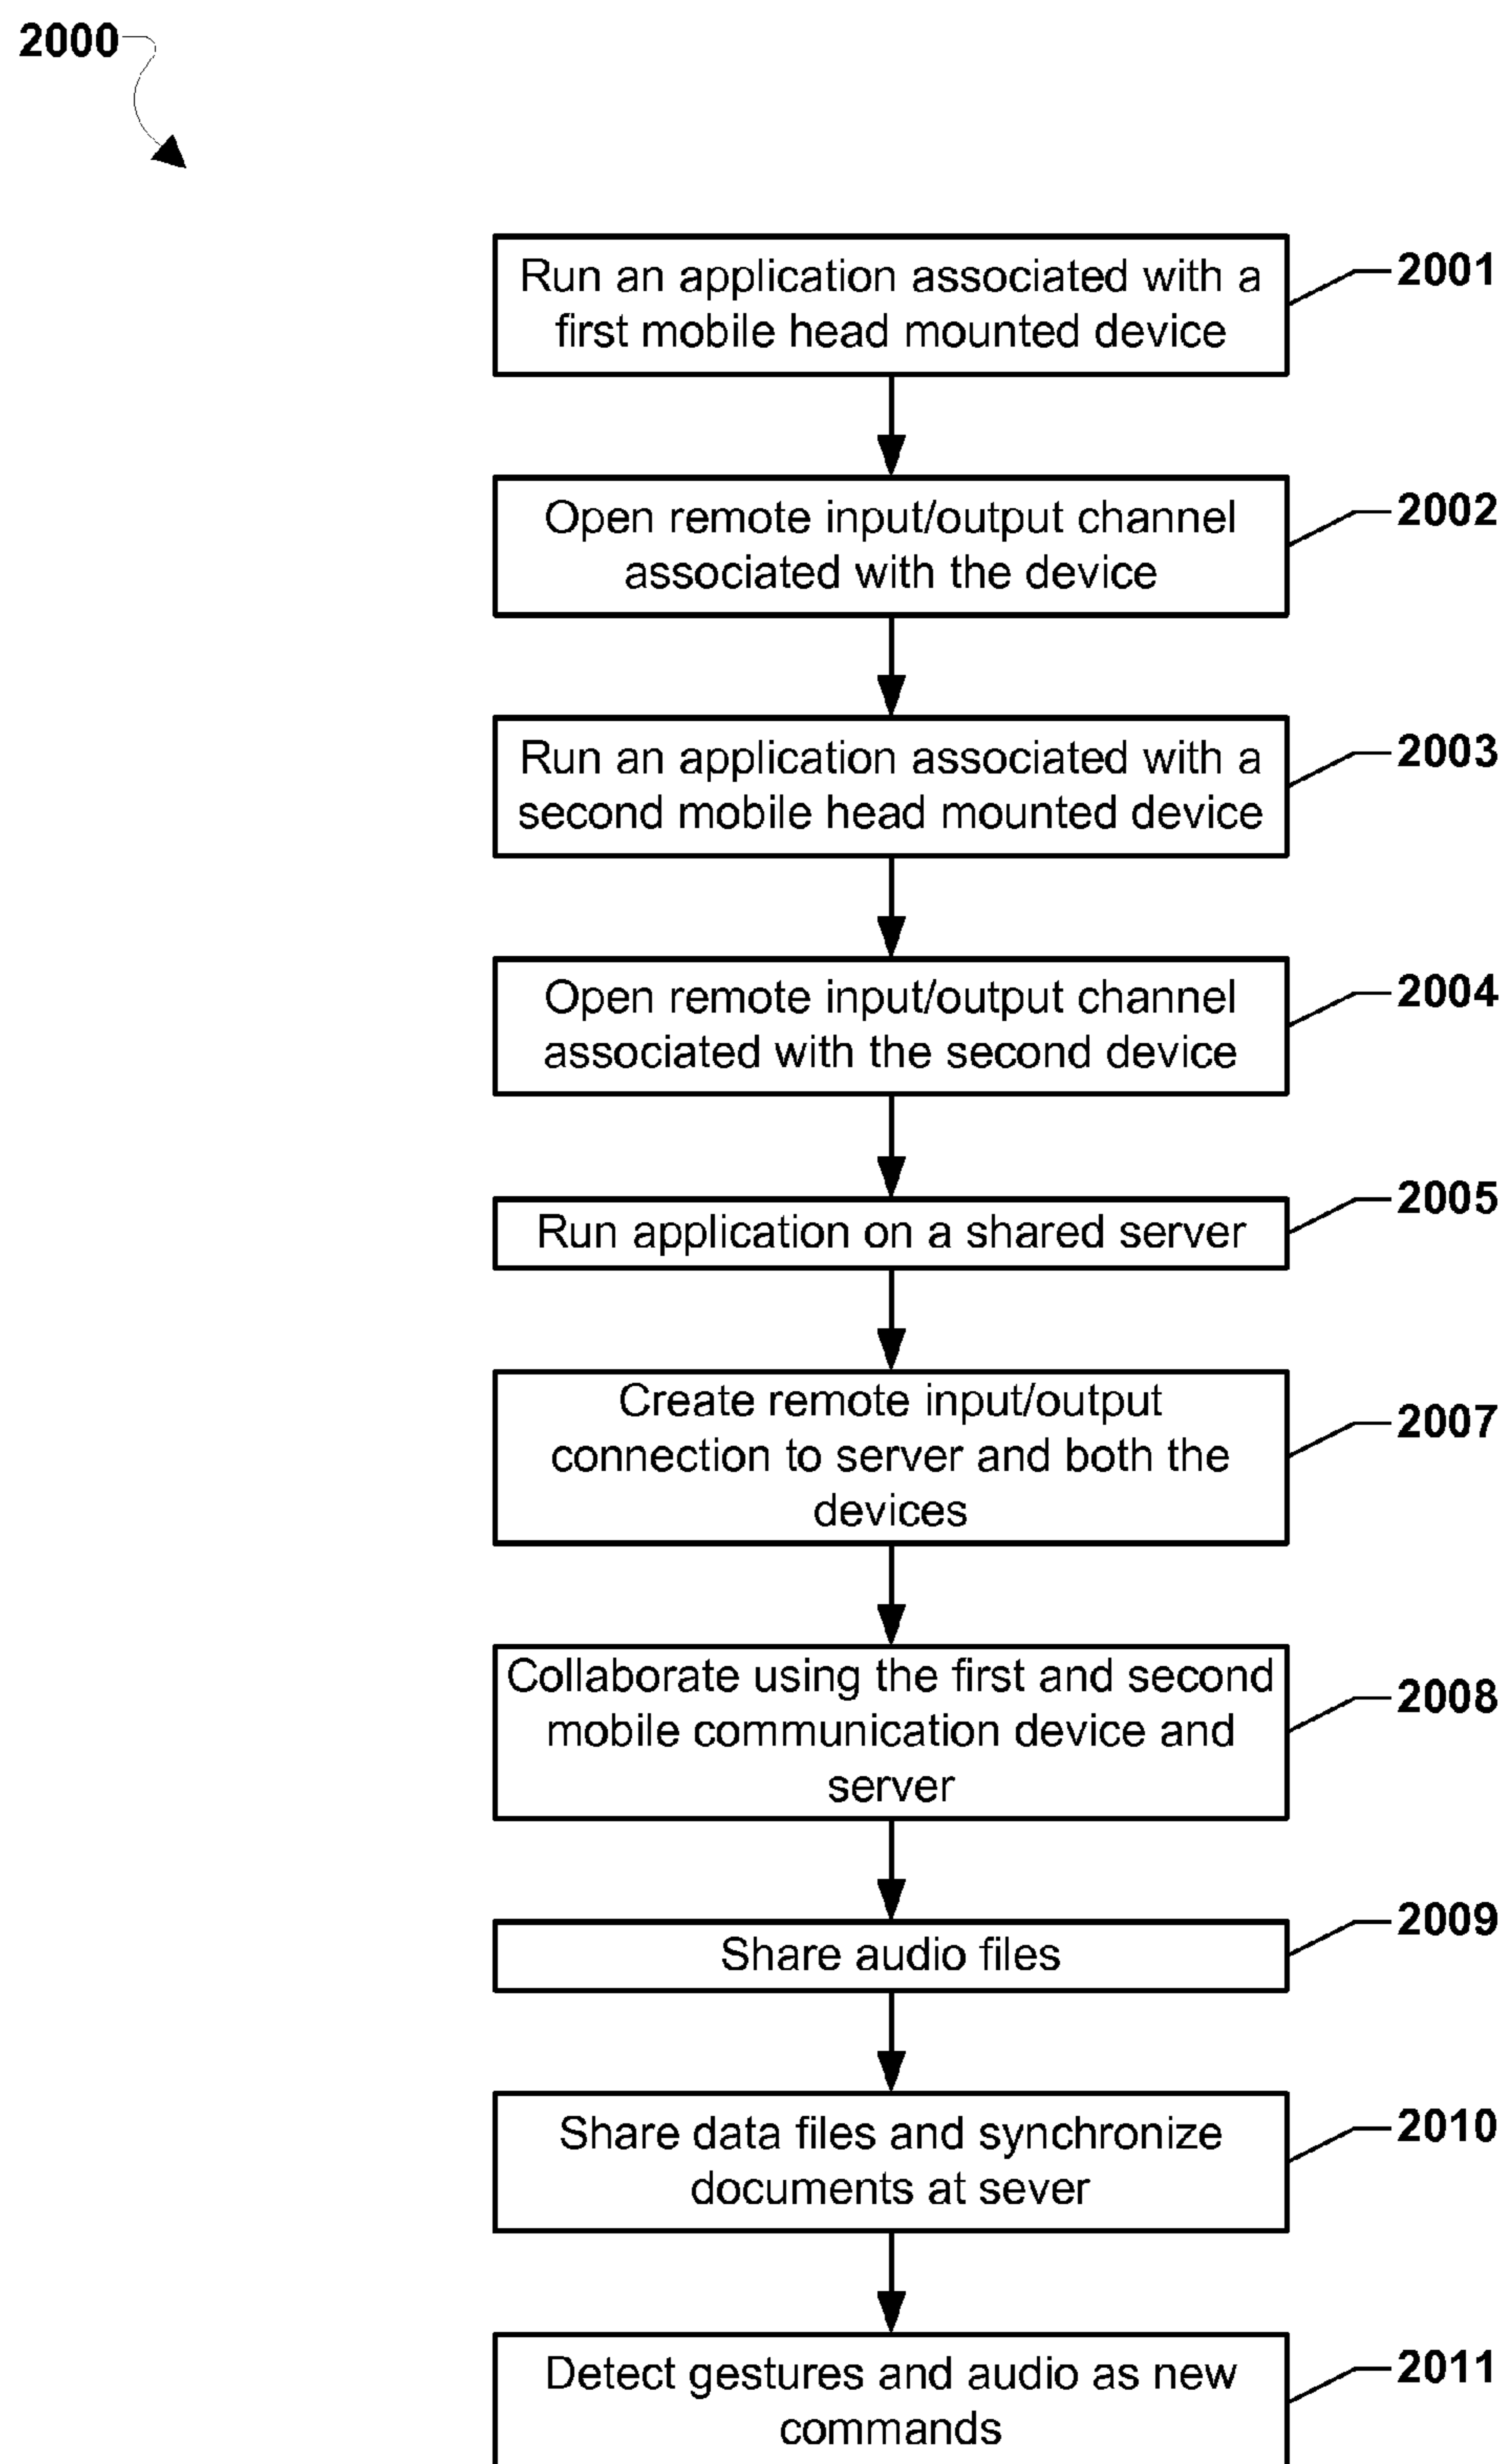 2000
Run an application associated with a
first mobile head mounted device
2001
Open remote input/output channel
associated with the device
2002
Run an application associated with a
second mobile head mounted device
2003
Open remote input/output channel
associated with the second device
2004
Run application on a shared server
2005
Create remote input/output
connection to server and both the
devices
2007
Collaborate using the first and second
mobile communication device and
server
2008
Share audio files
2009
Share data files and synchronize
documents at sever
2010
Detect gestures and audio as new
commands
2011